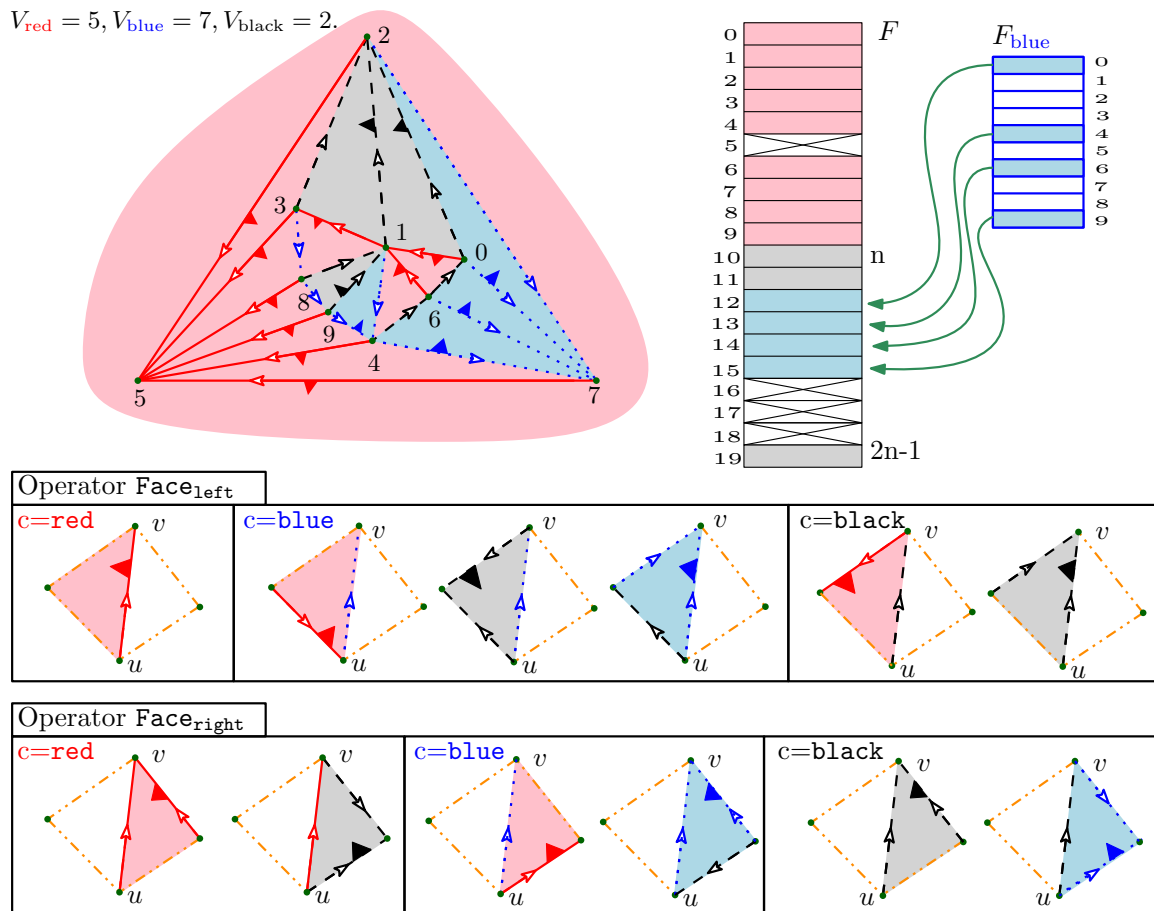 V_red = 5, V_blue = 7, V_black = 2.
2
3
1
0
8
9
6
4
5
7
F
0
1
2
3
4
5
6
7
8
9
10
11
12
13
14
15
16
17
18
19
n
2n-1
F_blue
0
1
2
3
4
5
6
7
8
9
Operator Face_left
c=red
v
u
c=blue
v
u
v
u
v
u
c=black
v
u
v
u
Operator Face_right
c=red
v
u
v
u
c=blue
v
u
v
u
c=black
v
u
v
u